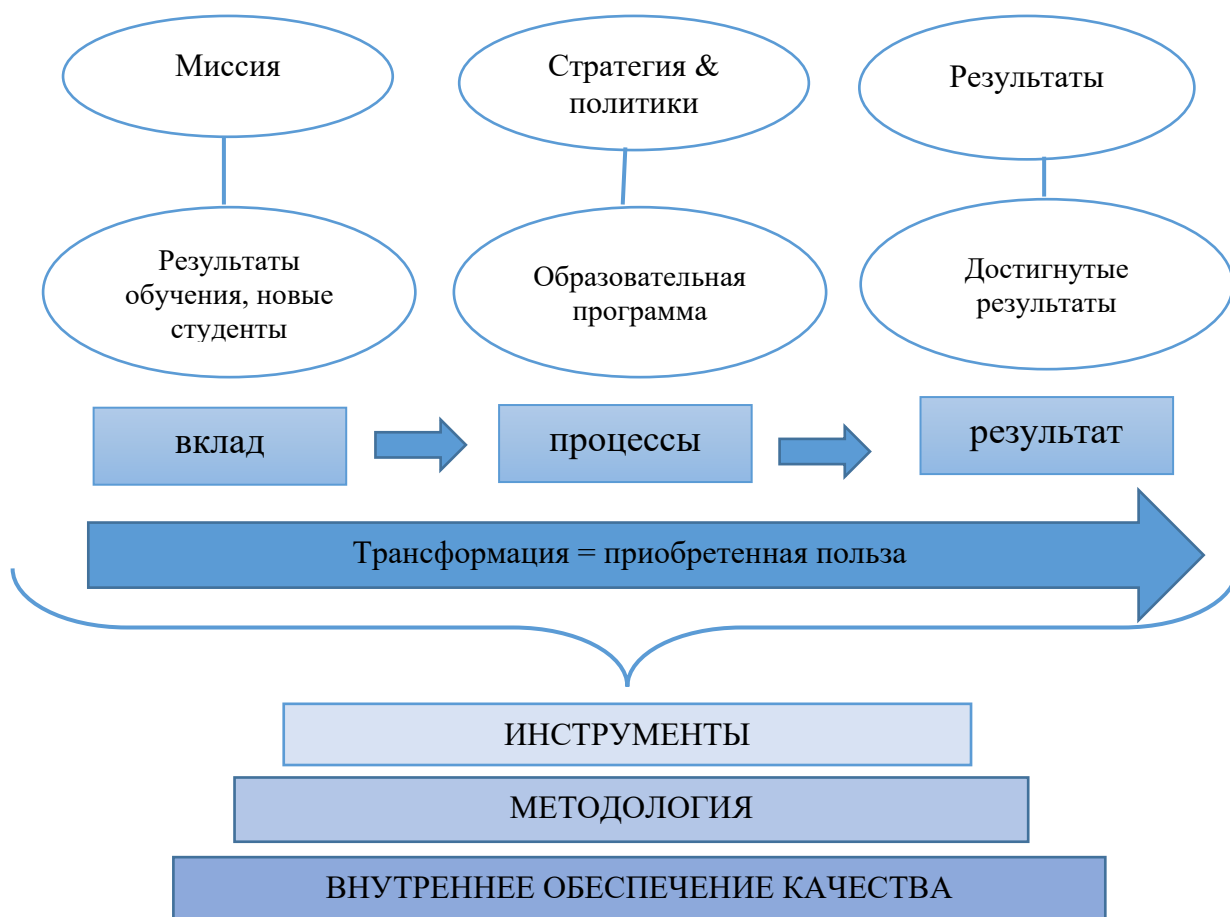 Миссия
Стратегия &
политики
Результаты
Результаты
обучения, новые
студенты
Образовательная
программа
Достигнутые
результаты
вклад
процессы
результат
Трансформация = приобретенная польза
ИНСТРУМЕНТЫ
МЕТОДОЛОГИЯ
ВНУТРЕННЕЕ ОБЕСПЕЧЕНИЕ КАЧЕСТВА